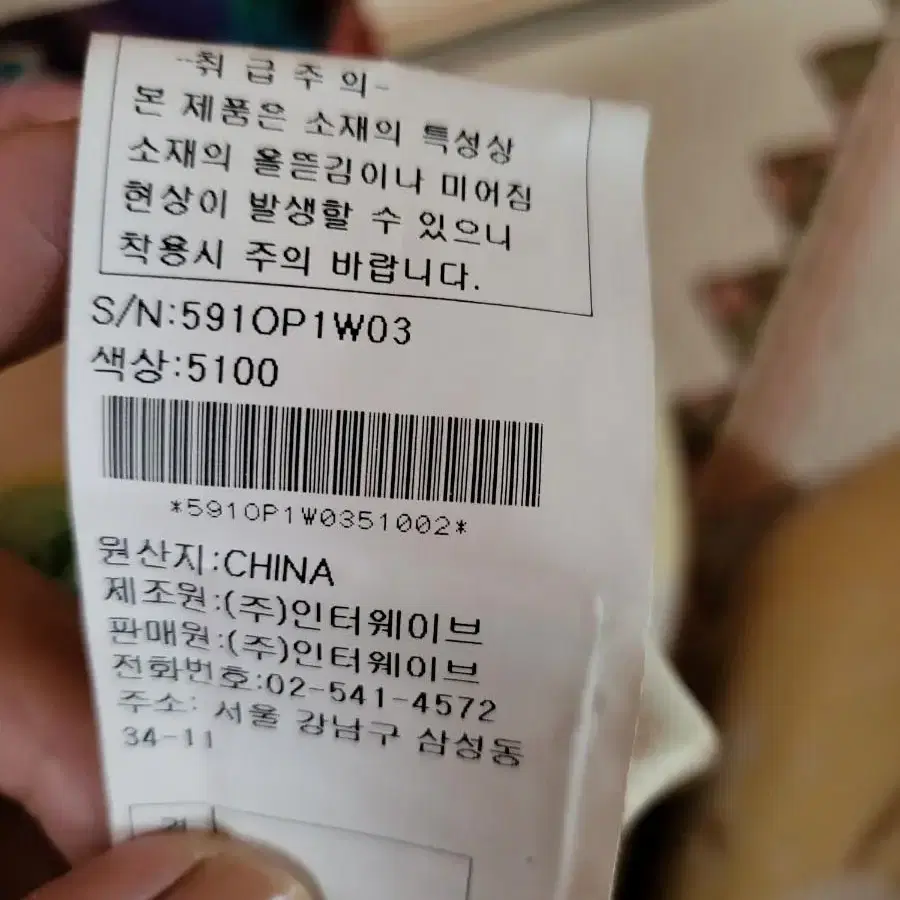 -취 급 주 의-
본 제품은 소재의 특성상
소재의 올뜯김이나 미어짐
현상이 발생할 수 있으니
착용시 주의 바랍니다.
S/N:591OP1W03
색상:5100
*591OP1W0351002*
원산지:CHINA
제조원:(주)인터웨이브
판매원:(주)인터웨이브
전화번호:02-541-4572
주소: 서울 강남구 삼성동
34-11